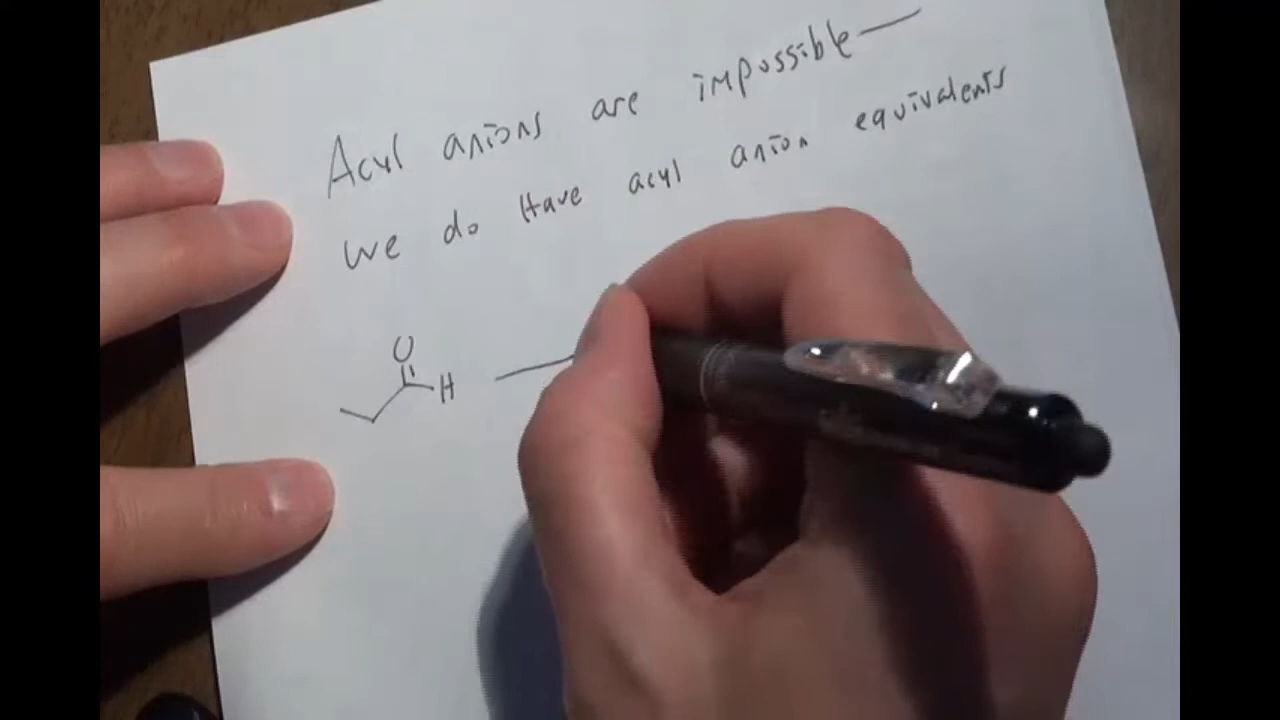 Acyl anions are impossible—
we do have acyl anion equivalents
O
H